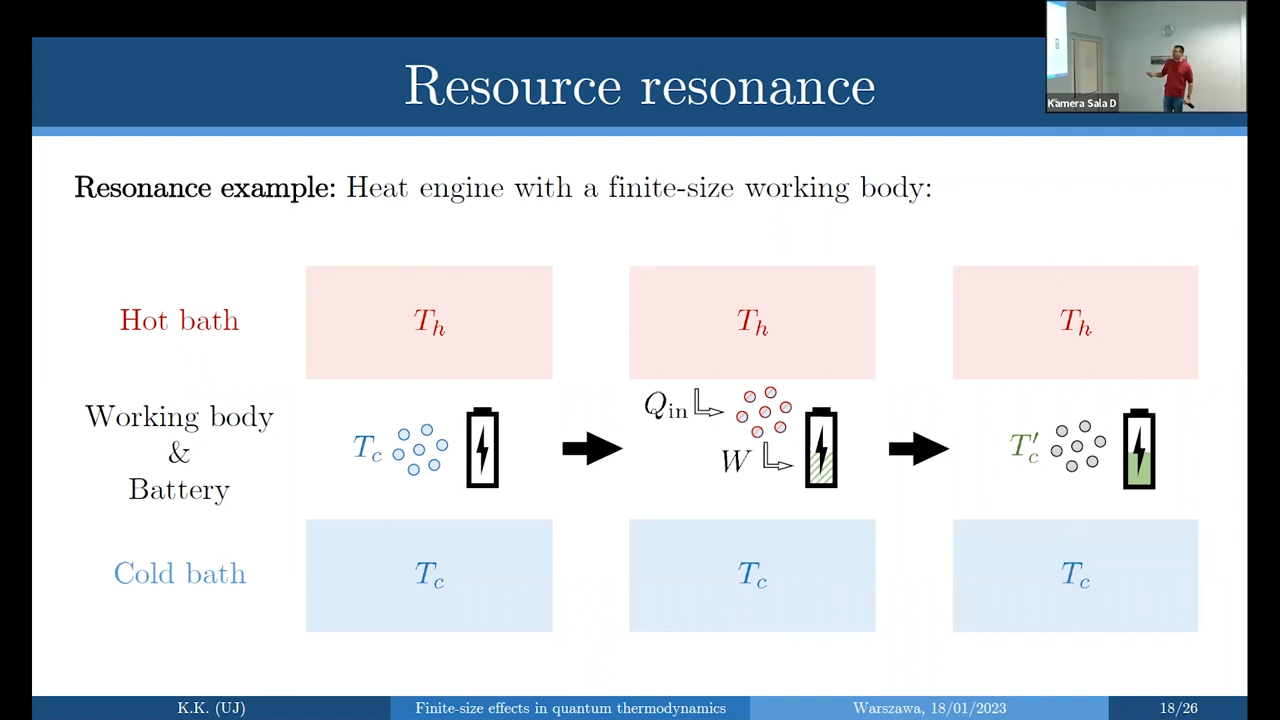 Resource resonance
Kamera Sala D
Resonance example: Heat engine with a finite-size working body:
Hot bath
T_h
T_h
T_h
Working body
&
Battery
T_c
Q_in
W
T'_c
Cold bath
T_c
T_c
T_c
K.K. (UJ)
Finite-size effects in quantum thermodynamics
Warszawa, 18/01/2023
18/26